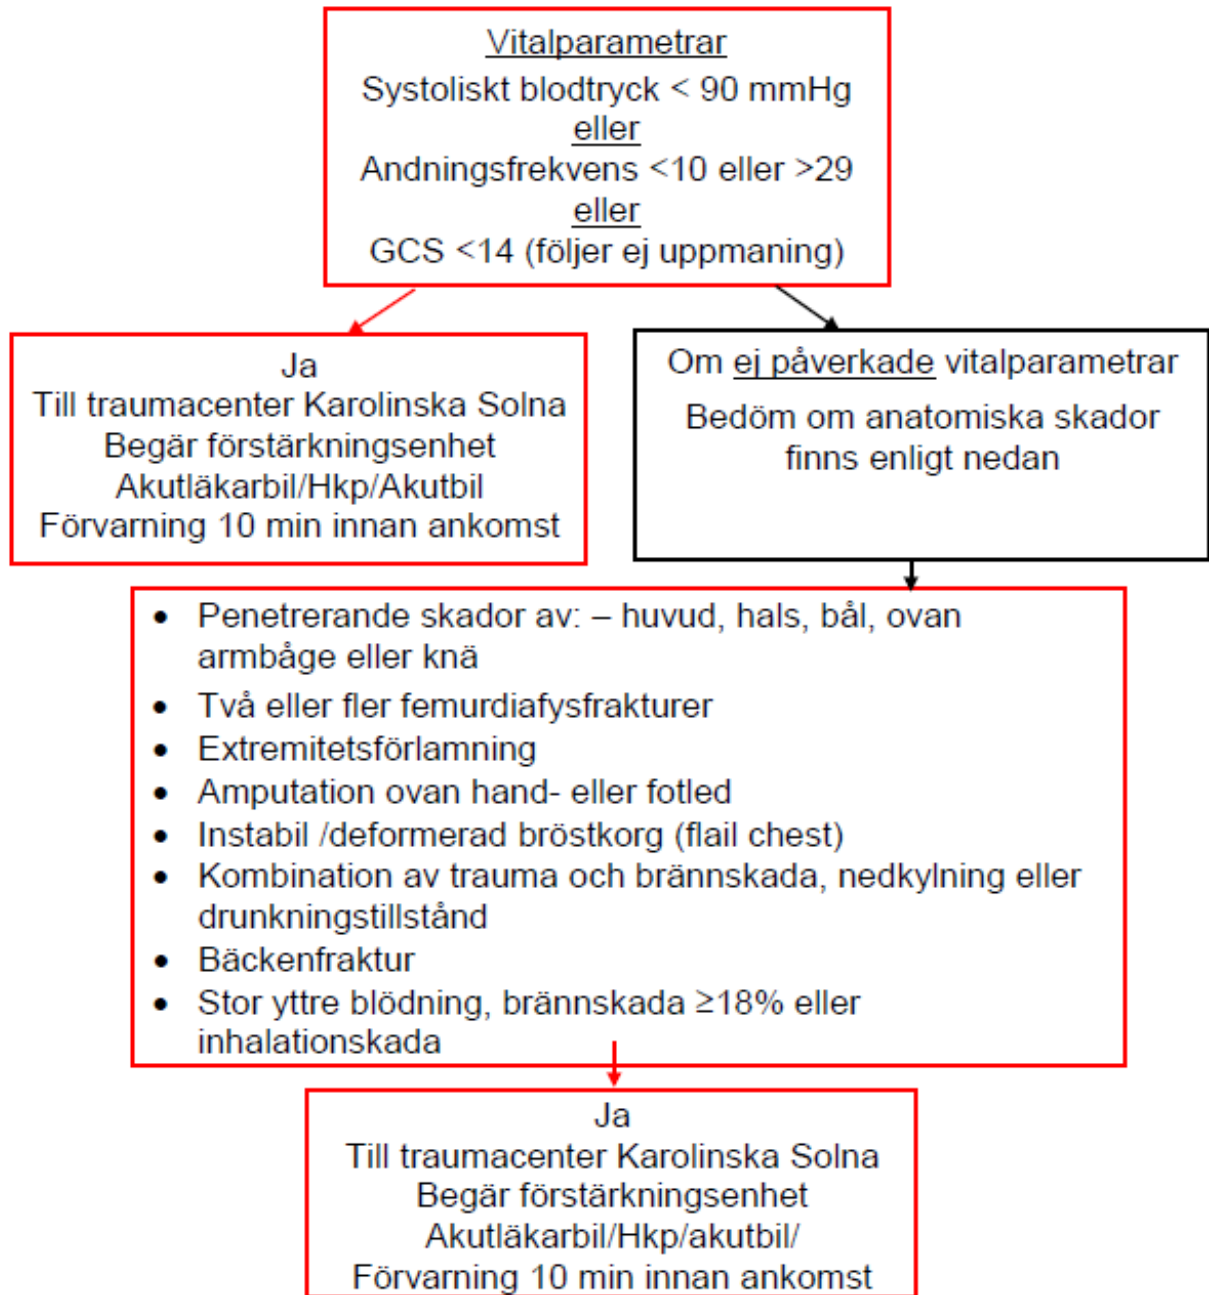 Vitalparametrar
Systoliskt blodtryck < 90 mmHg
eller
Andningsfrekvens <10 eller >29
eller
GCS <14 (följer ej uppmaning)
Ja
Till traumacenter Karolinska Solna
Begär förstärkningsenhet
Akutläkarbil/Hkp/Akutbil
Förvarning 10 min innan ankomst
Om ej påverkade vitalparametrar
Bedöm om anatomiska skador
finns enligt nedan
• Penetrerande skador av: – huvud, hals, bål, ovan
armbåge eller knä
• Två eller fler femurdiafysfrakturer
• Extremitetsförlamning
• Amputation ovan hand- eller fotled
• Instabil /deformerad bröstkorg (flail chest)
• Kombination av trauma och brännskada, nedkylning eller
drunkningstillstånd
• Bäckenfraktur
• Stor yttre blödning, brännskada ≥18% eller
inhalationskada
Ja
Till traumacenter Karolinska Solna
Begär förstärkningsenhet
Akutläkarbil/Hkp/akutbil/
Förvarning 10 min innan ankomst